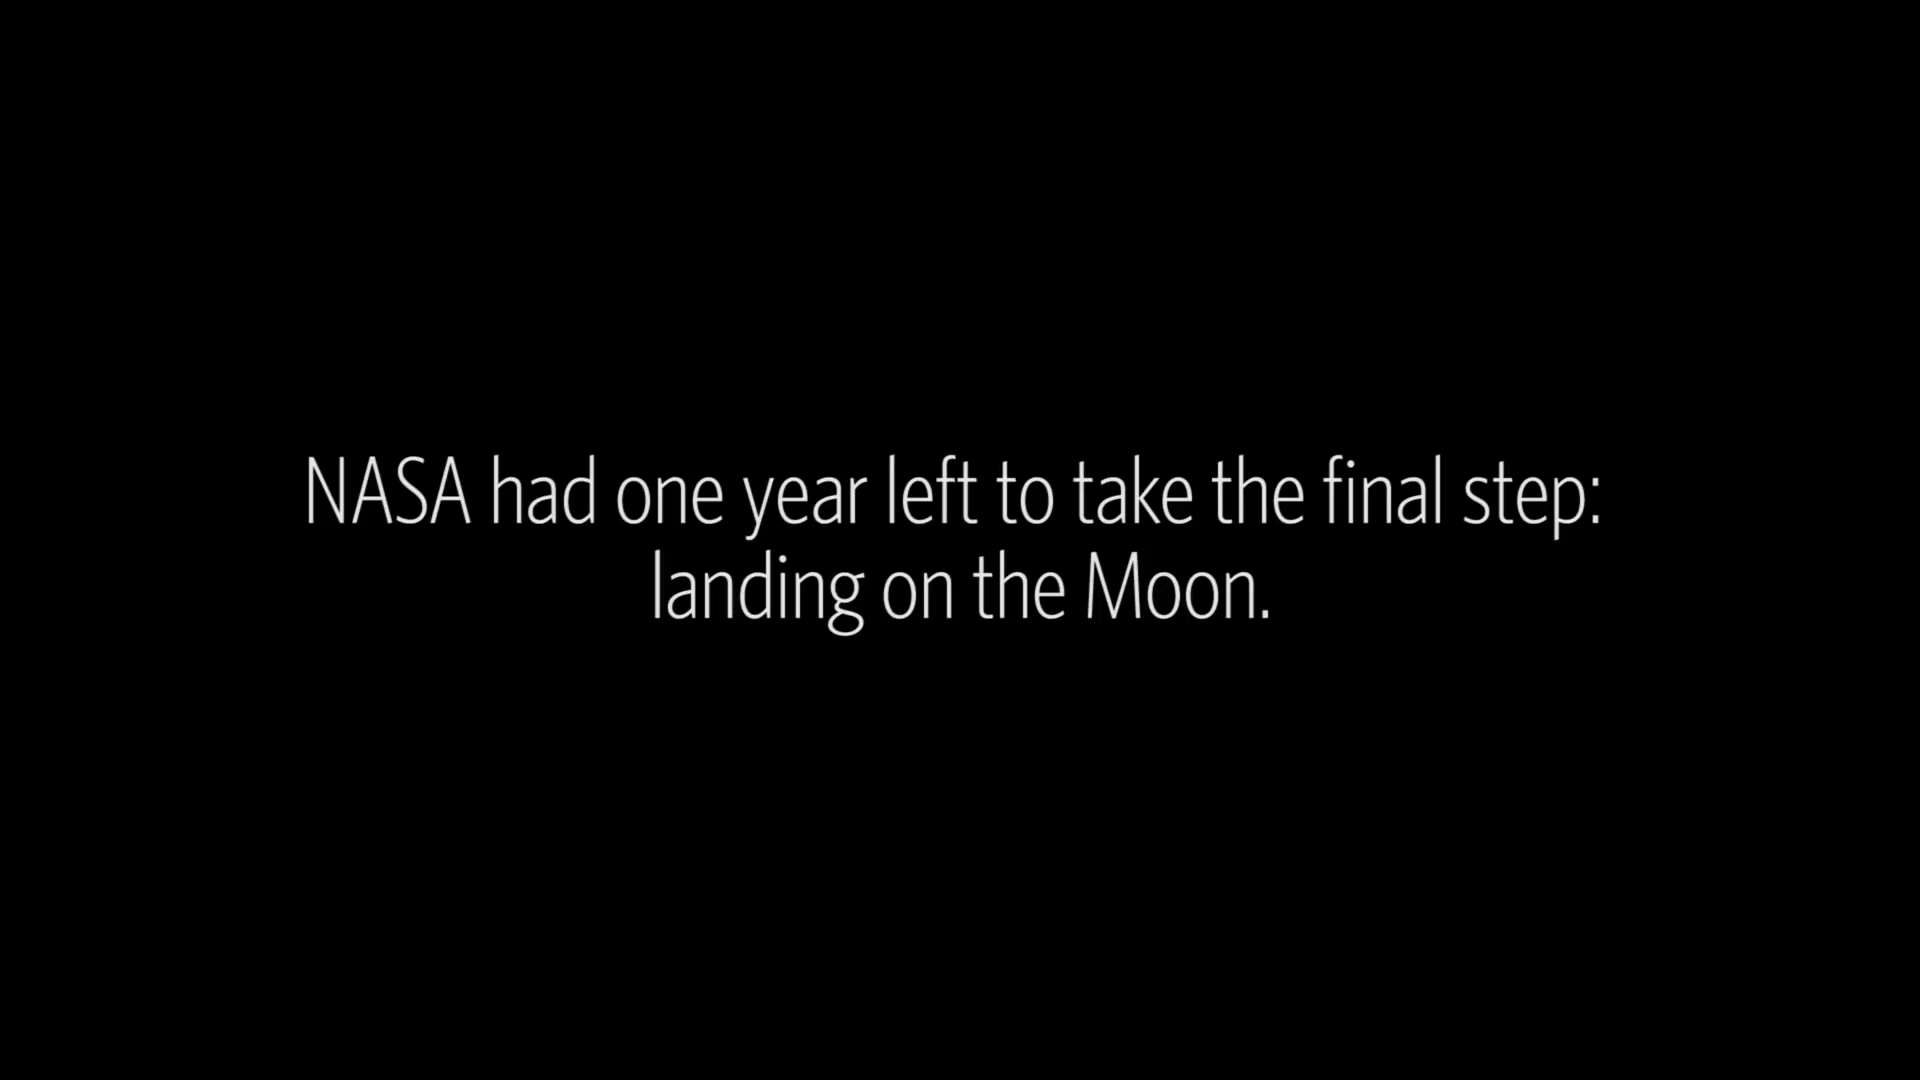 NASA had one year left to take the final step:
landing on the Moon.